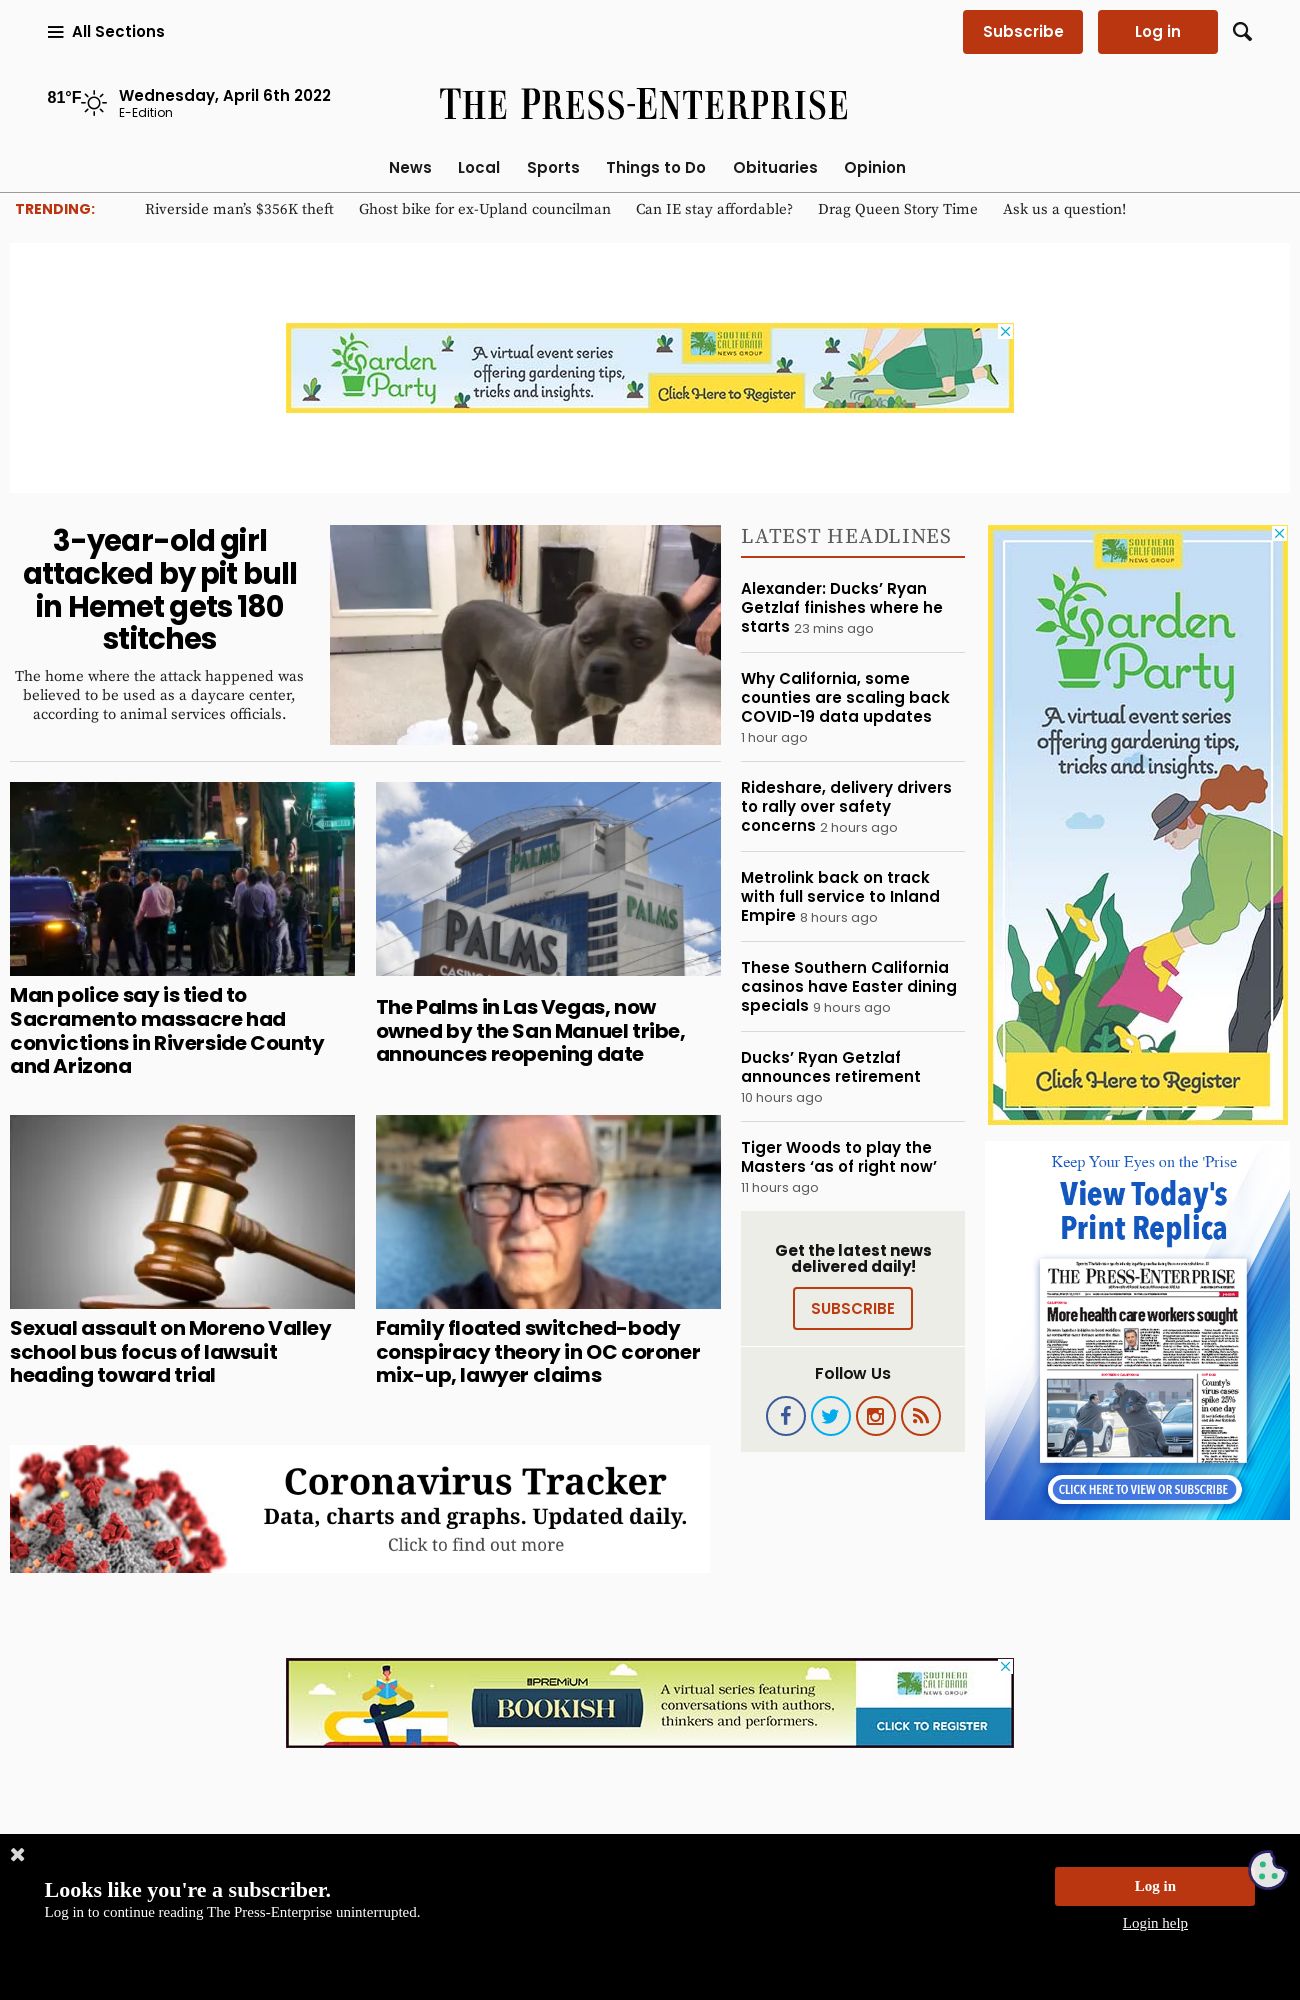 All Sections
Subscribe
Log in
81°F
Wednesday, April 6th 2022
E-Edition
THE PRESS-ENTERPRISE
News Local Sports Things to Do Obituaries Opinion
TRENDING: Riverside man’s $356K theft Ghost bike for ex-Upland councilman Can IE stay affordable? Drag Queen Story Time Ask us a question!
Garden
Party
A virtual event series
offering gardening tips,
tricks and insights.
SOUTHERN
CALIFORNIA
NEWS GROUP
Click Here to Register
3-year-old girl
attacked by pit bull
in Hemet gets 180
stitches
The home where the attack happened was
believed to be used as a daycare center,
according to animal services officials.
PALMS
PALMS
PALMS
CASINO
Man police say is tied to
Sacramento massacre had
convictions in Riverside County
and Arizona
The Palms in Las Vegas, now
owned by the San Manuel tribe,
announces reopening date
Sexual assault on Moreno Valley
school bus focus of lawsuit
heading toward trial
Family floated switched-body
conspiracy theory in OC coroner
mix-up, lawyer claims
LATEST HEADLINES
Alexander: Ducks’ Ryan
Getzlaf finishes where he
starts 23 mins ago
Why California, some
counties are scaling back
COVID-19 data updates
1 hour ago
Rideshare, delivery drivers
to rally over safety
concerns 2 hours ago
Metrolink back on track
with full service to Inland
Empire 8 hours ago
These Southern California
casinos have Easter dining
specials 9 hours ago
Ducks’ Ryan Getzlaf
announces retirement
10 hours ago
Tiger Woods to play the
Masters ‘as of right now’
11 hours ago
Get the latest news
delivered daily!
SUBSCRIBE
Follow Us
SOUTHERN
CALIFORNIA
NEWS GROUP
Garden
Party
A virtual event series
offering gardening tips,
tricks and insights.
Click Here to Register
Keep Your Eyes on the 'Prise
View Today's
Print Replica
THE PRESS-ENTERPRISE
More health care workers sought
County's
virus cases
spike 25%
in one day
CLICK HERE TO VIEW OR SUBSCRIBE
Coronavirus Tracker
Data, charts and graphs. Updated daily.
Click to find out more
PREMIUM
BOOKISH
A virtual series featuring
conversations with authors,
thinkers and performers.
SOUTHERN
CALIFORNIA
NEWS GROUP
CLICK TO REGISTER
Looks like you're a subscriber.
Log in to continue reading The Press-Enterprise uninterrupted.
Log in
Login help